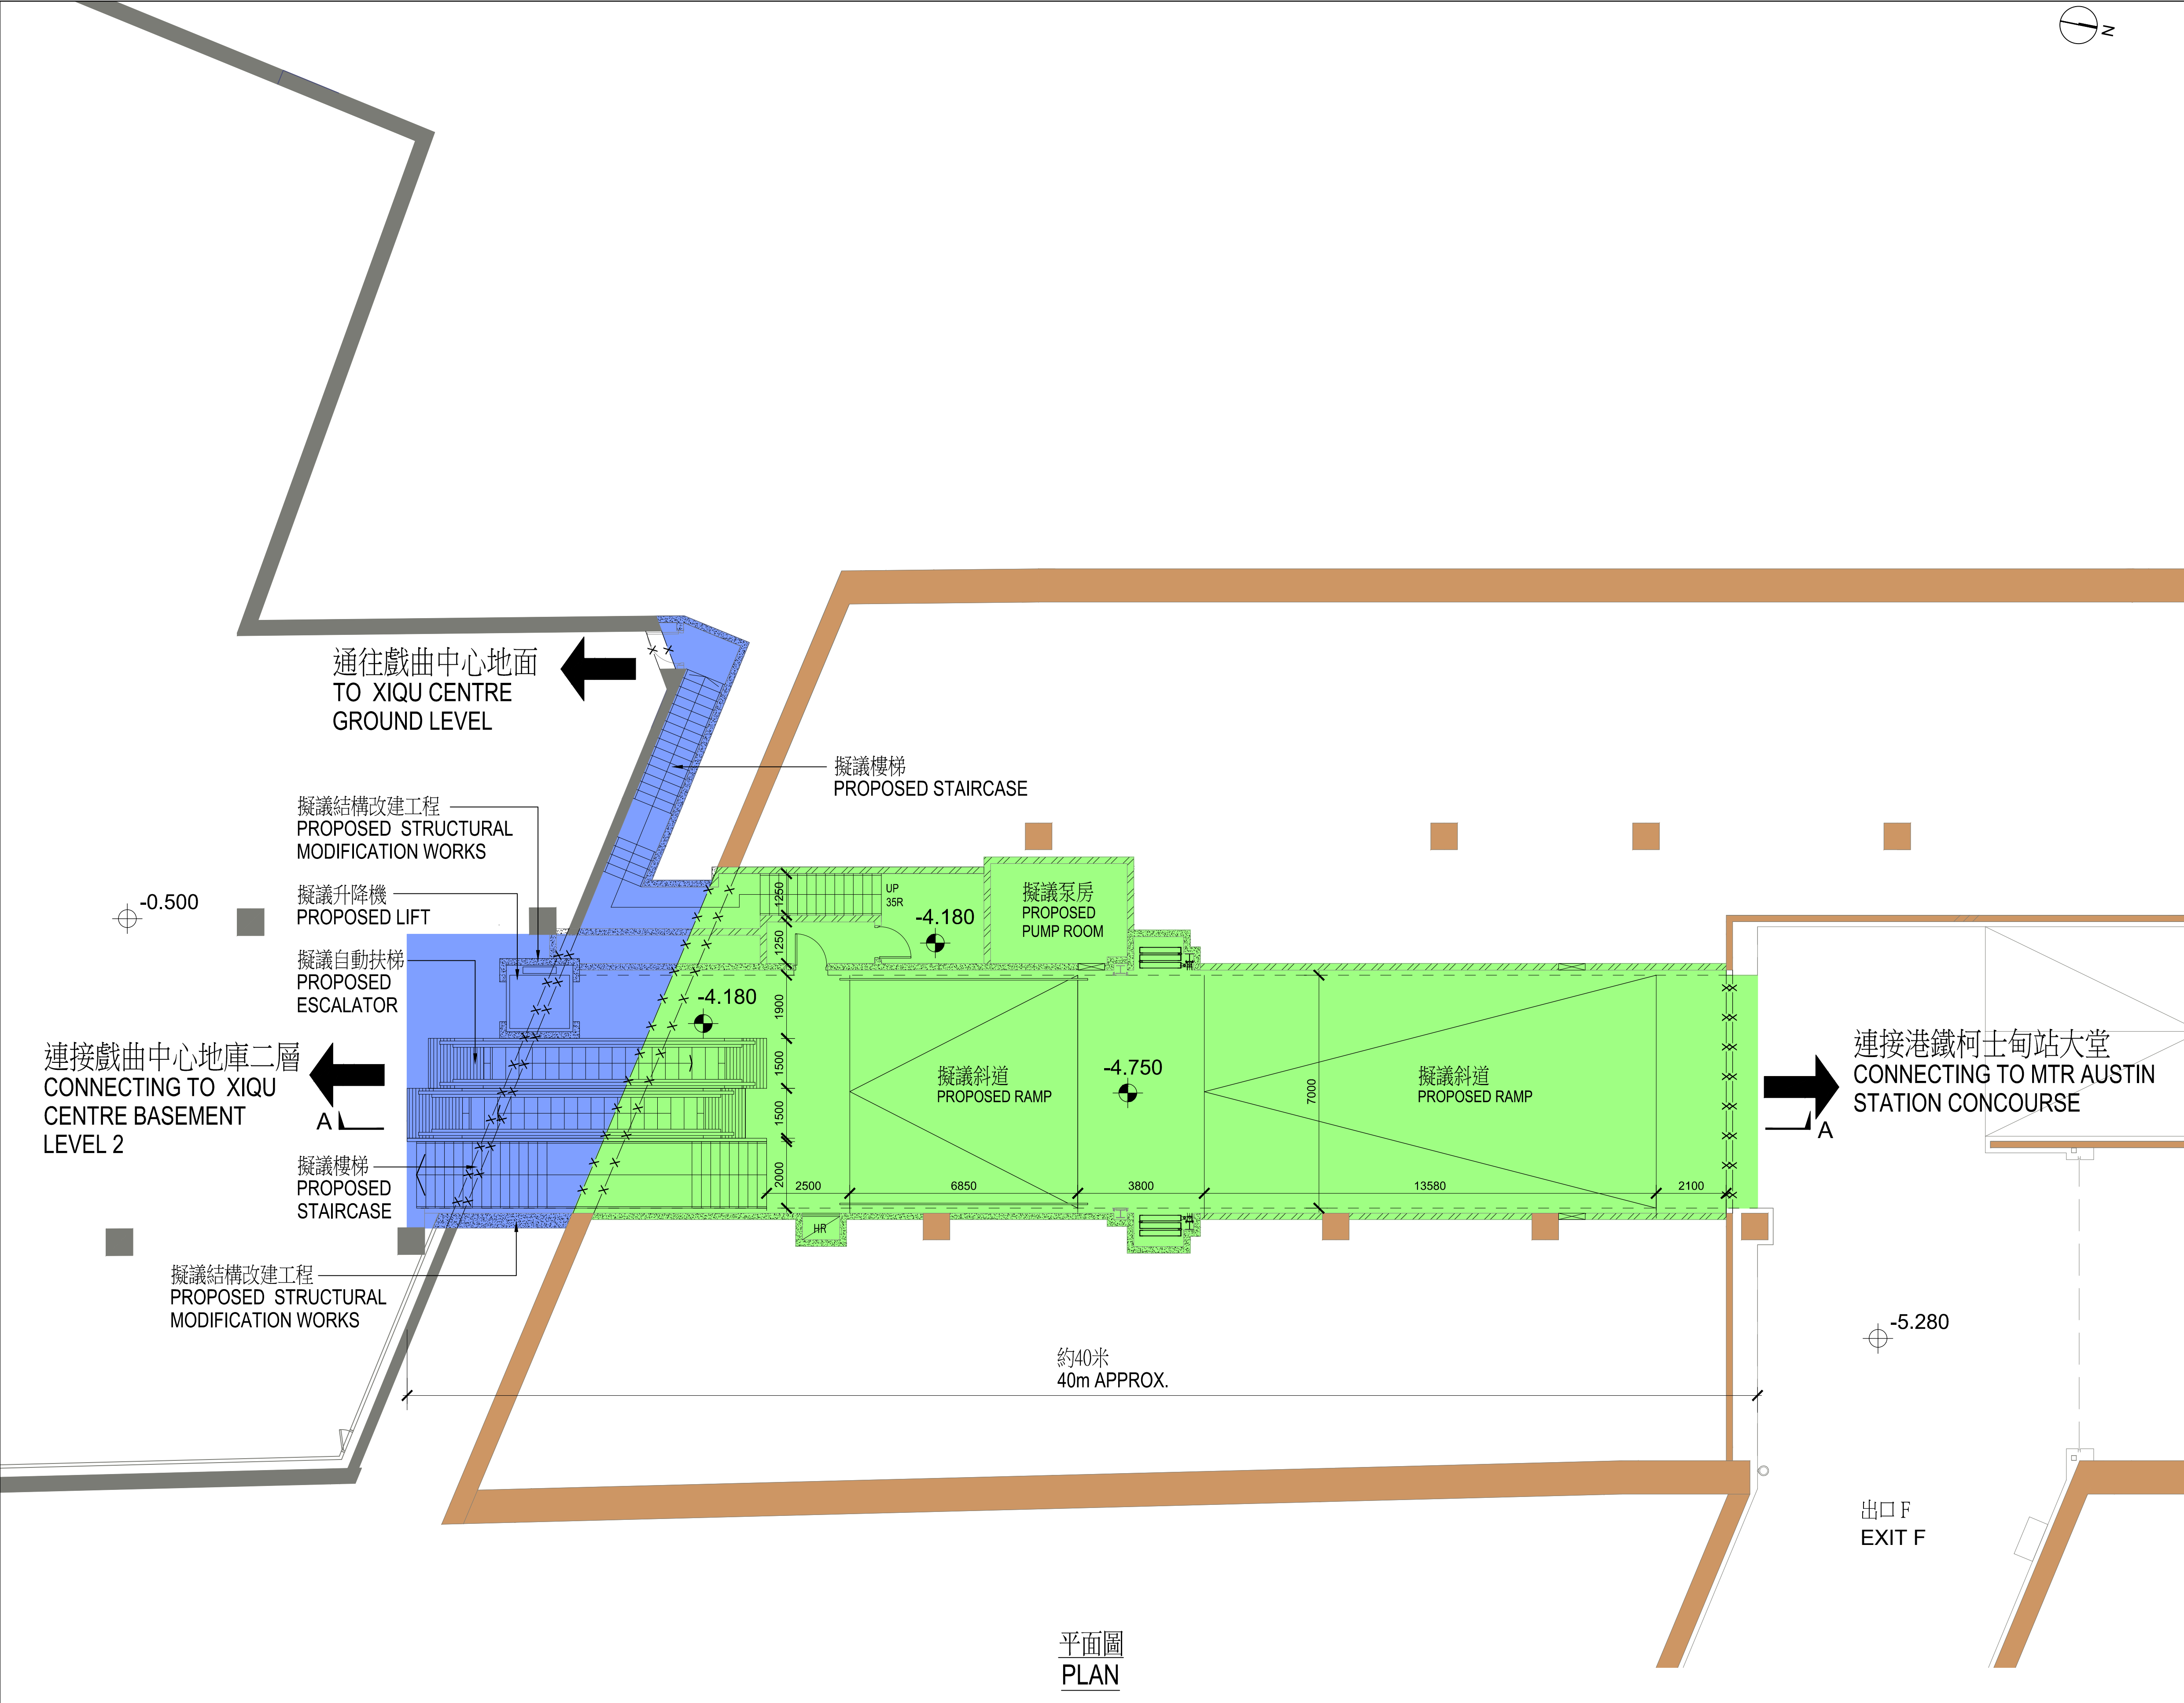 N
通往戲曲中心地面
TO XIQU CENTRE
GROUND LEVEL
擬議樓梯
PROPOSED STAIRCASE
擬議結構改建工程
PROPOSED STRUCTURAL
MODIFICATION WORKS
擬議升降機
PROPOSED LIFT
-0.500
擬議自動扶梯
PROPOSED
ESCALATOR
連接戲曲中心地庫二層
CONNECTING TO XIQU
CENTRE BASEMENT
LEVEL 2
A
擬議樓梯
PROPOSED
STAIRCASE
擬議結構改建工程
PROPOSED STRUCTURAL
MODIFICATION WORKS
UP
35R
-4.180
擬議泵房
PROPOSED
PUMP ROOM
1250
1250
-4.180
1900
1500
1500
2000
擬議斜道
PROPOSED RAMP
-4.750
7000
擬議斜道
PROPOSED RAMP
2500
6850
3800
13580
2100
HR
連接港鐵柯士甸站大堂
CONNECTING TO MTR AUSTIN
STATION CONCOURSE
A
-5.280
約40米
40m APPROX.
出口 F
EXIT F
平面圖
PLAN